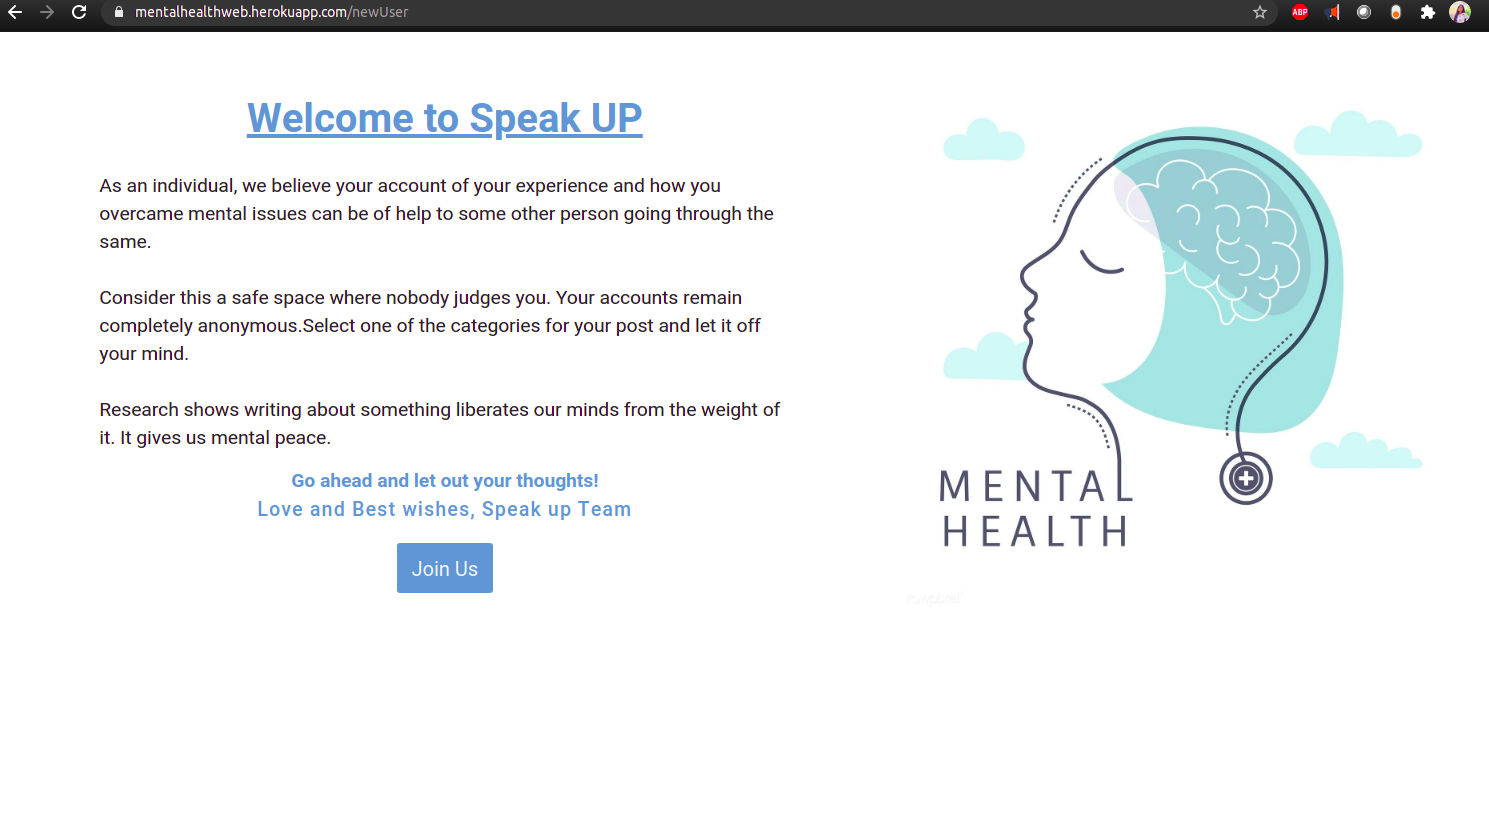 mentalhealthweb.herokuapp.com/newUser
ABP
Welcome to Speak UP
As an individual, we believe your account of your experience and how you
overcame mental issues can be of help to some other person going through the
same.
Consider this a safe space where nobody judges you. Your accounts remain
completely anonymous.Select one of the categories for your post and let it off
your mind.
Research shows writing about something liberates our minds from the weight of
it. It gives us mental peace.
Go ahead and let out your thoughts!
Love and Best wishes, Speak up Team
Join Us
MENTAL
HEALTH
rawpixel